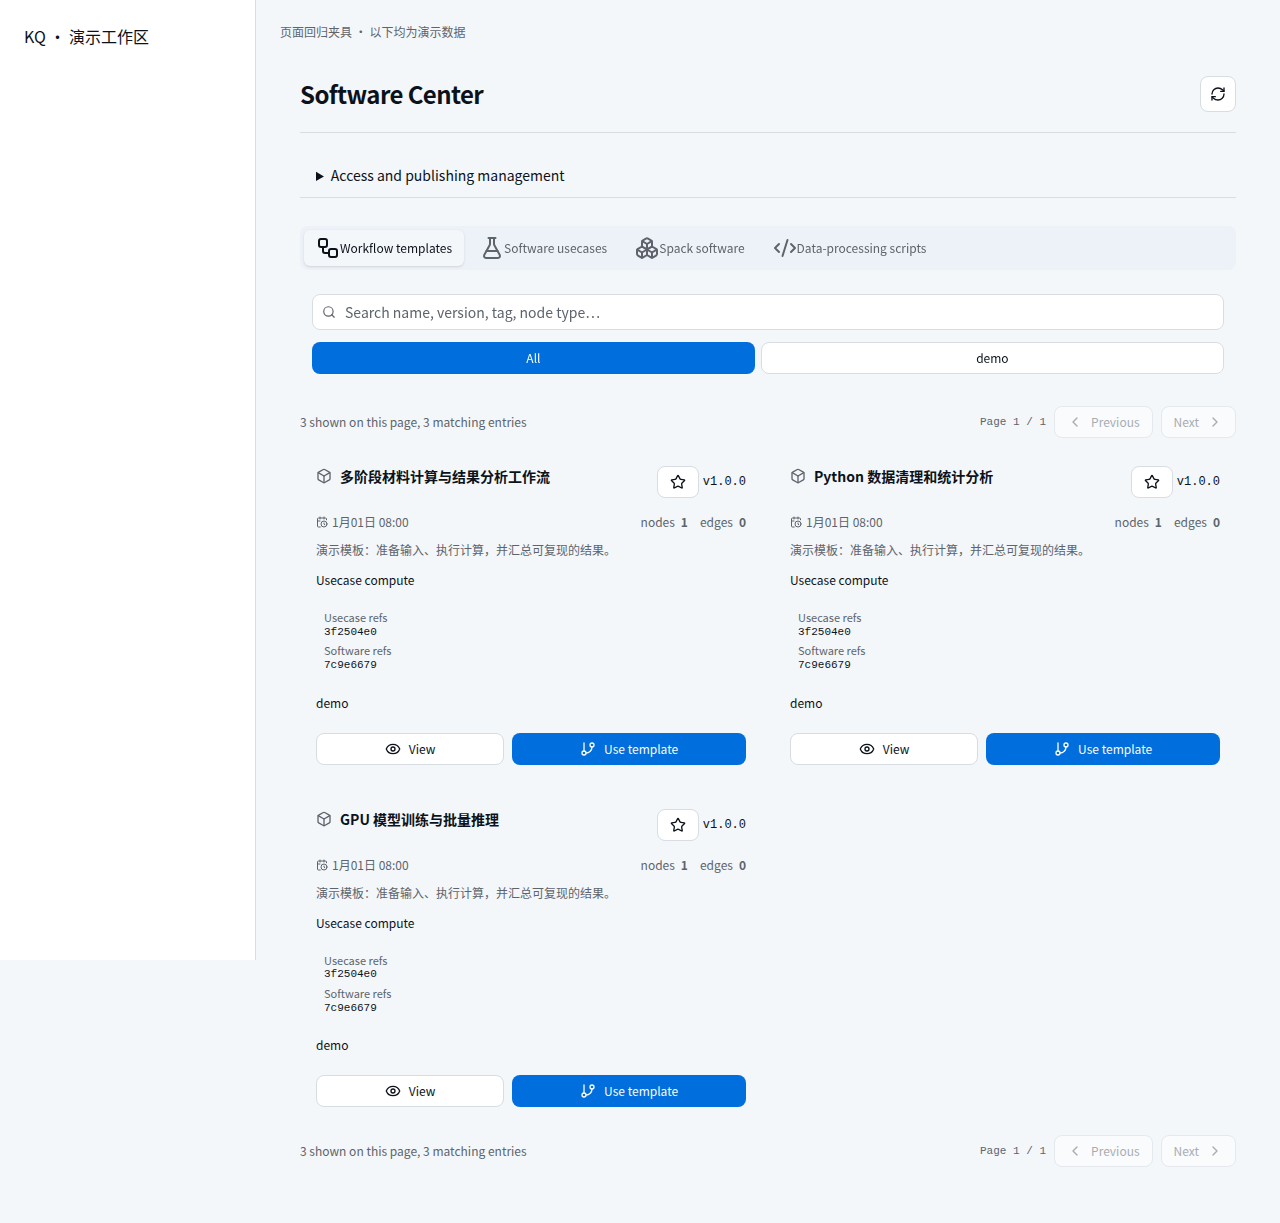 KQ · 演示工作区
页面回归夹具 · 以下均为演示数据
Software Center
Access and publishing management
Workflow templates
Software usecases
Spack software
Data-processing scripts
Search name, version, tag, node type…
All
demo
3 shown on this page, 3 matching entries
Page 1 / 1
Previous
Next
多阶段材料计算与结果分析工作流
v1.0.0
1月01日 08:00
nodes 1 edges 0
演示模板：准备输入、执行计算，并汇总可复现的结果。
Usecase compute
Usecase refs
3f2504e0
Software refs
7c9e6679
demo
View
Use template
Python 数据清理和统计分析
v1.0.0
1月01日 08:00
nodes 1 edges 0
演示模板：准备输入、执行计算，并汇总可复现的结果。
Usecase compute
Usecase refs
3f2504e0
Software refs
7c9e6679
demo
View
Use template
GPU 模型训练与批量推理
v1.0.0
1月01日 08:00
nodes 1 edges 0
演示模板：准备输入、执行计算，并汇总可复现的结果。
Usecase compute
Usecase refs
3f2504e0
Software refs
7c9e6679
demo
View
Use template
3 shown on this page, 3 matching entries
Page 1 / 1
Previous
Next